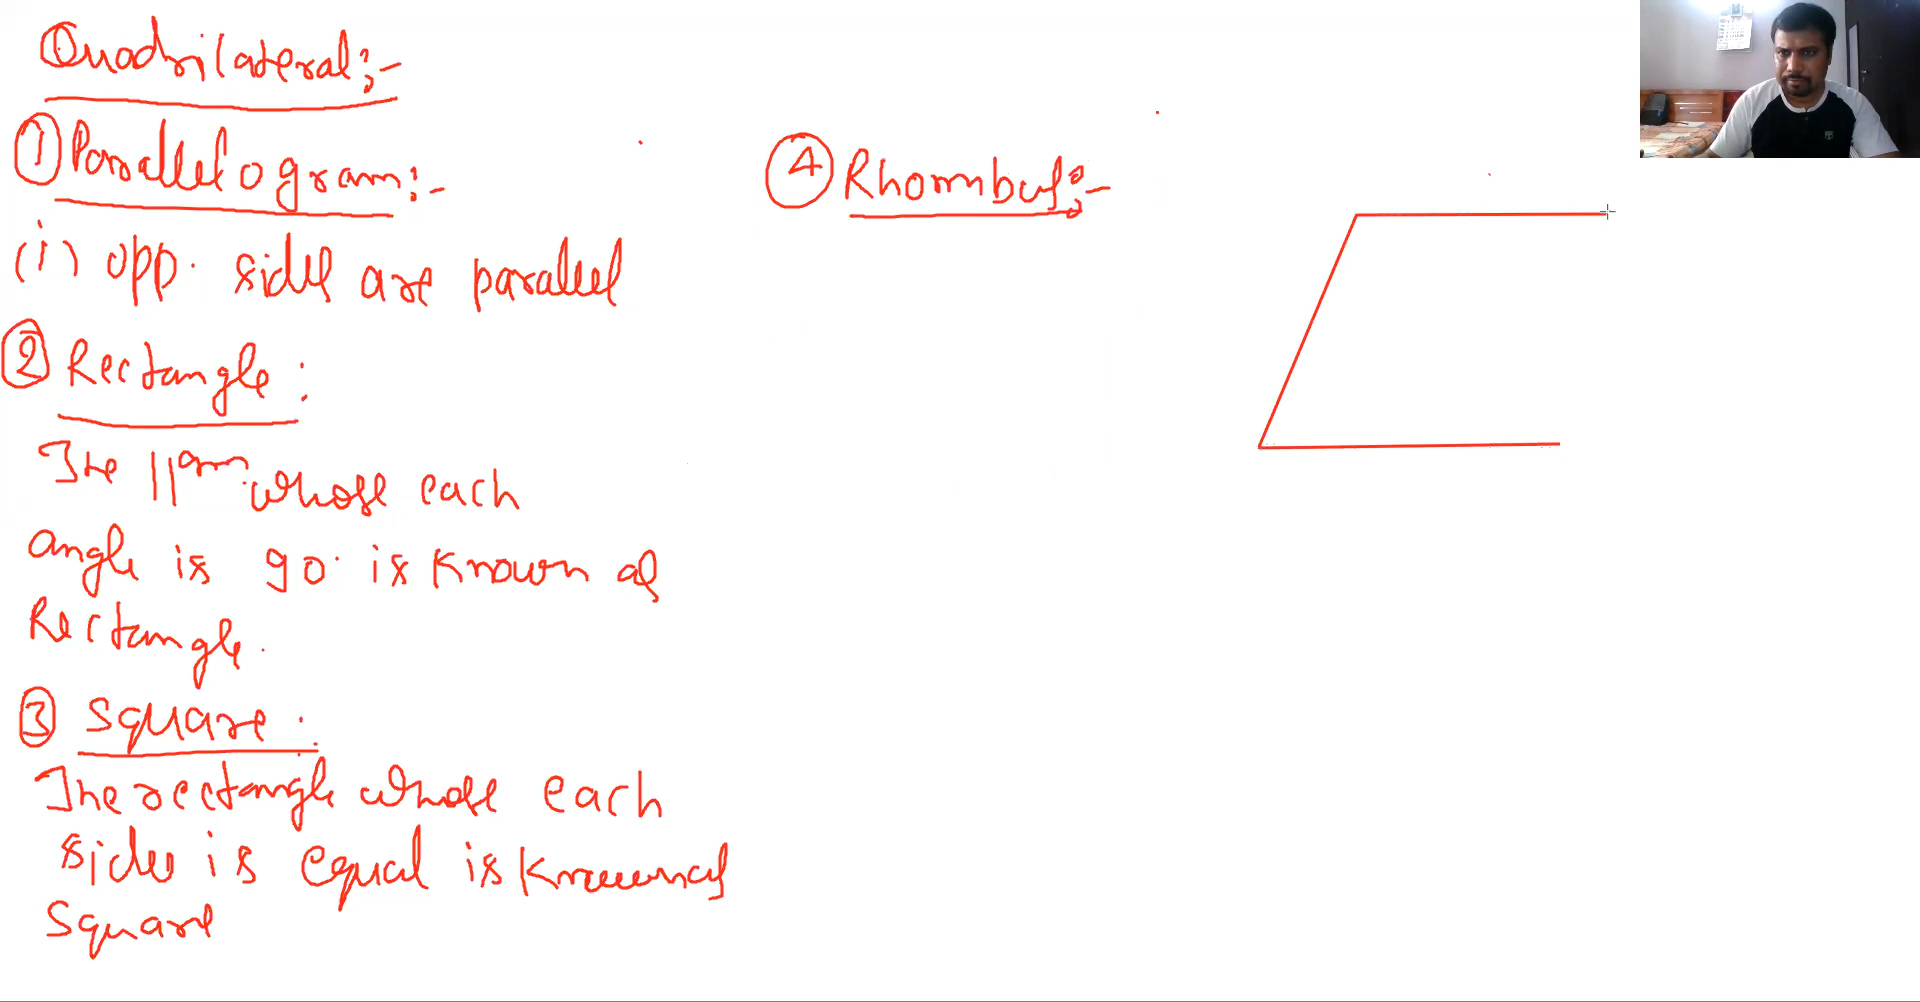 Quadrilateral:-
① Parallelogram:-
(i) opp. sides are parallel
② Rectangle:
The ||gm whose each
angle is 90° is known as
Rectangle.
③ Square:
The rectangle whose each
sides is equal is known as
Square
④ Rhombus:-